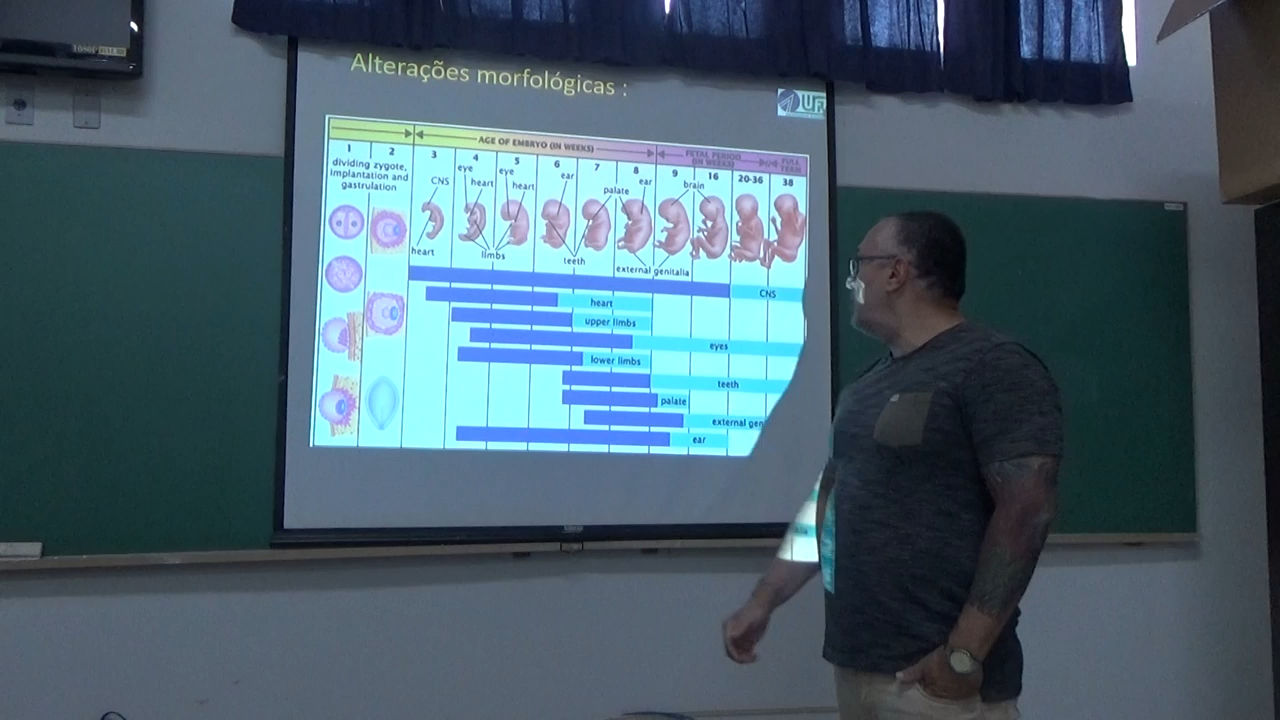 Alterações morfológicas :
AGE OF EMBRYO (IN WEEKS)
FETAL PERIOD (IN WEEKS)
FULL TERM
1 2 3 4 5 6 7 8 9 16 20-36 38
dividing zygote,
implantation and
gastrulation
CNS
eye
heart
eye
heart
ear
palate
ear
brain
heart
limbs
teeth
external genitalia
CNS
heart
upper limbs
eyes
lower limbs
teeth
palate
external gen
ear